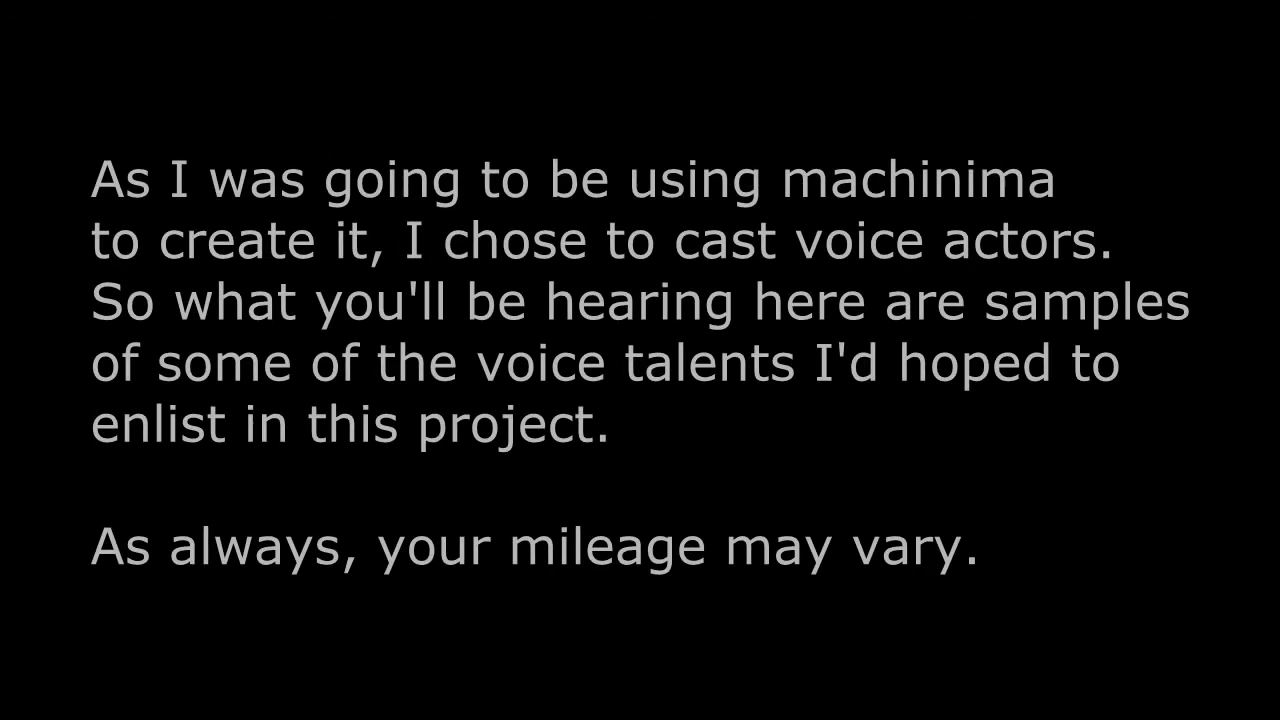 As I was going to be using machinima
to create it, I chose to cast voice actors.
So what you'll be hearing here are samples
of some of the voice talents I'd hoped to
enlist in this project.
As always, your mileage may vary.